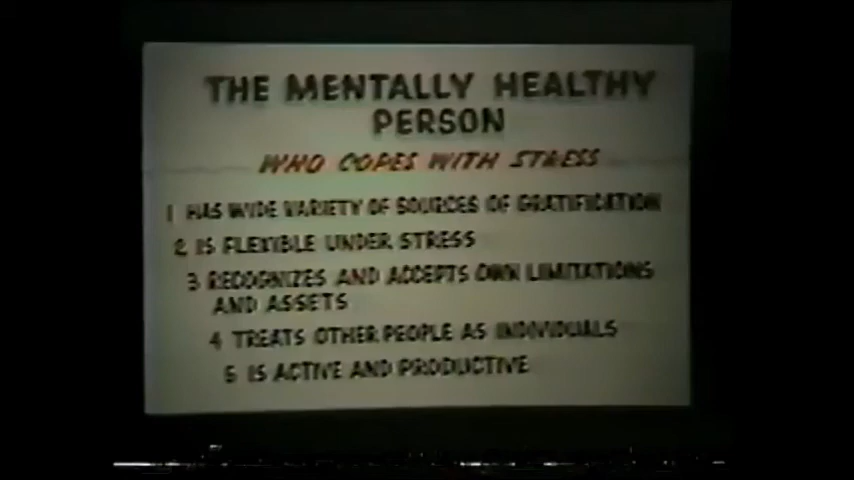 THE MENTALLY HEALTHY
PERSON
WHO COPES WITH STRESS
1 HAS WIDE VARIETY OF SOURCES OF GRATIFICATION
2 IS FLEXIBLE UNDER STRESS
3 RECOGNIZES AND ACCEPTS OWN LIMITATIONS
AND ASSETS
4 TREATS OTHER PEOPLE AS INDIVIDUALS
5 IS ACTIVE AND PRODUCTIVE